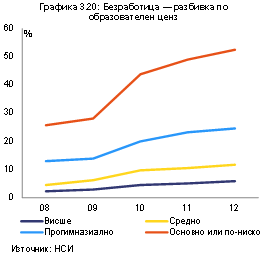 Графика 3.20: Безработица — разбивка по
образователен ценз
60
%
50
40
30
20
10
0
08 09 10 11 12
Висше Средно
Прогимназиално Основно или по-ниско
Източник: НСИ